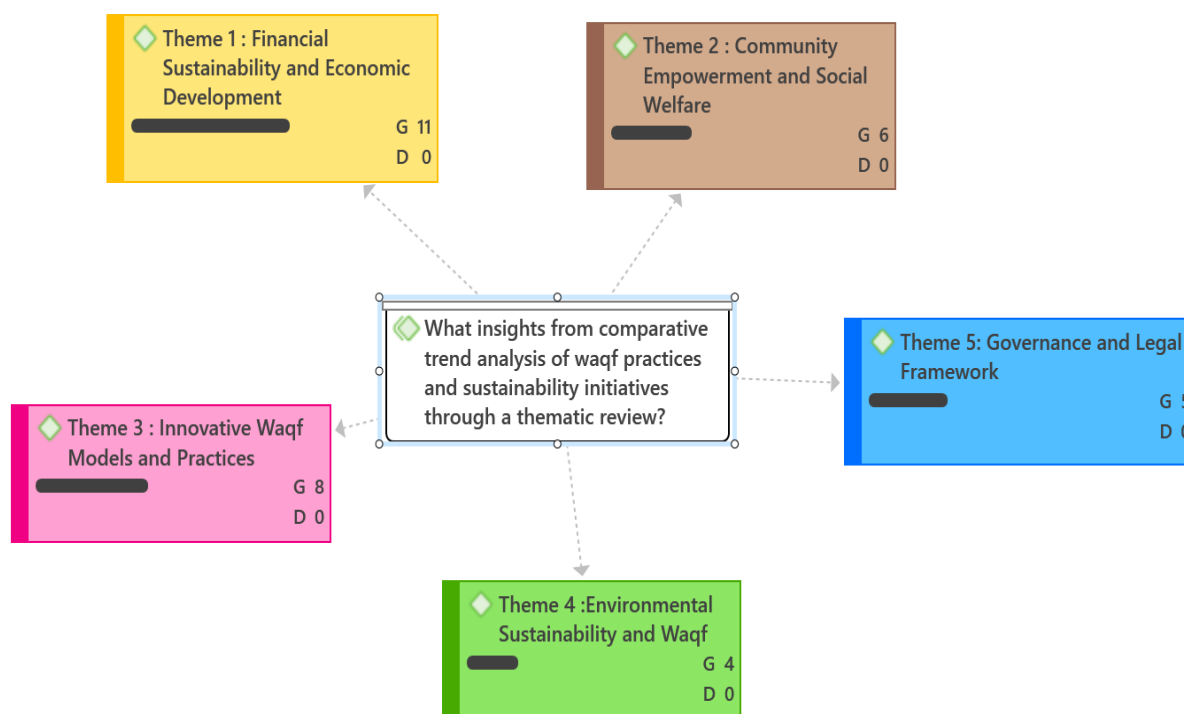 Theme 1 : Financial
Sustainability and Economic
Development
G 11
D 0
Theme 2 : Community
Empowerment and Social
Welfare
G 6
D 0
What insights from comparative
trend analysis of waqf practices
and sustainability initiatives
through a thematic review?
Theme 5: Governance and Legal
Framework
G 5
D 0
Theme 3 : Innovative Waqf
Models and Practices
G 8
D 0
Theme 4 :Environmental
Sustainability and Waqf
G 4
D 0